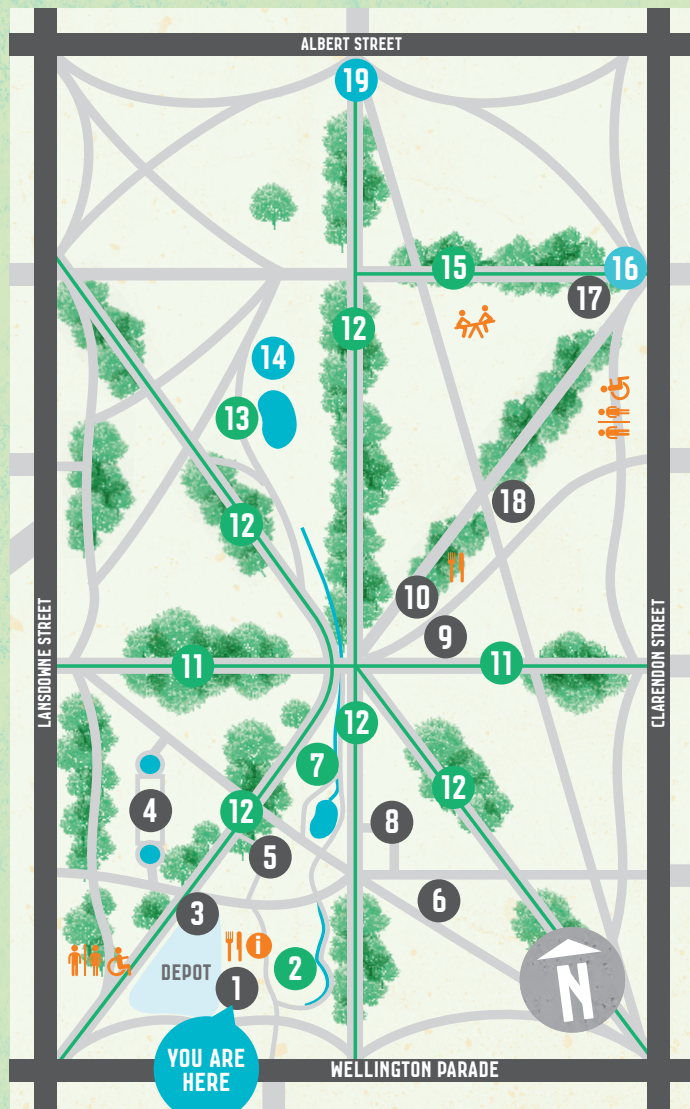 ALBERT STREET
19
15
16
17
12
14
13
18
12
10
9
LANSDOWNE STREET
CLARENDON STREET
11
11
12
7
12
4
12
8
5
6
3
i
2
DEPOT
1
N
YOU ARE
HERE
WELLINGTON PARADE